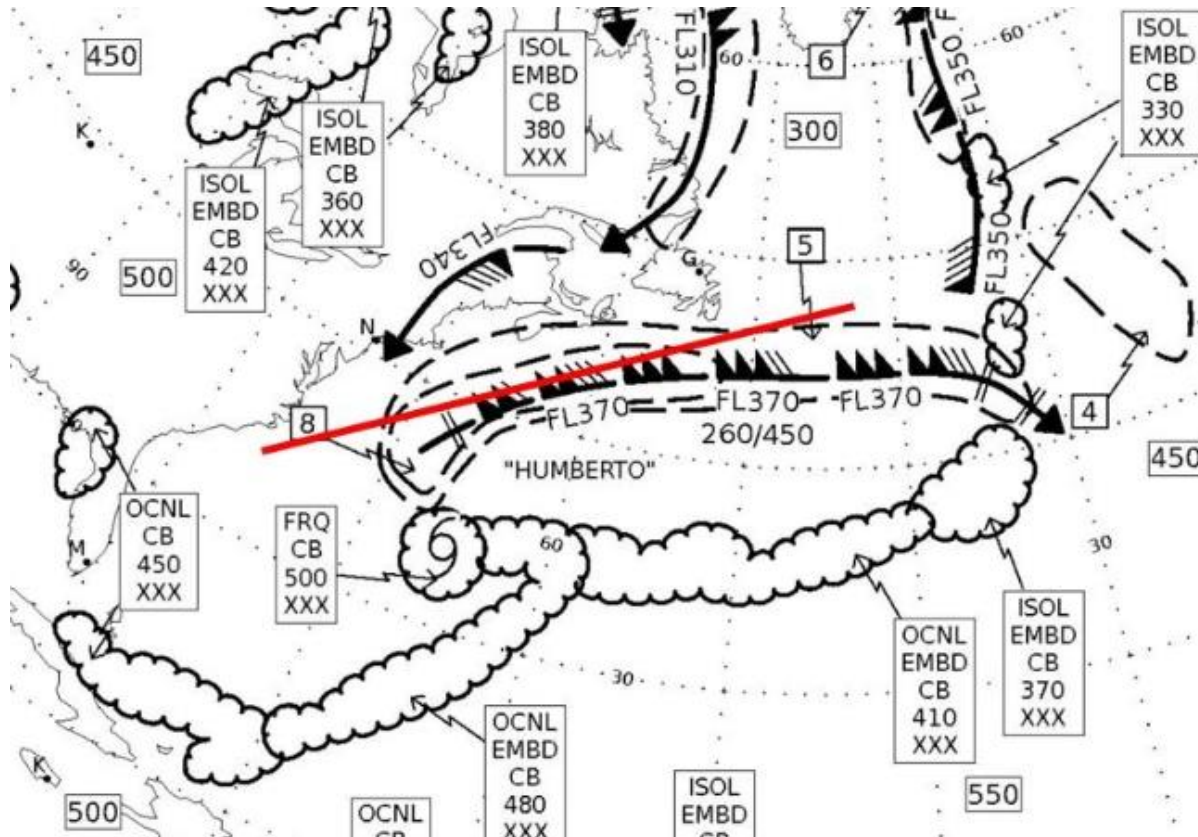 450
K
90
500
ISOL
EMBD
CB
420
XXX
ISOL
EMBD
CB
360
XXX
ISOL
EMBD
CB
380
XXX
FL310
60
6
300
FL350
60
ISOL
EMBD
CB
330
XXX
FL340
N
G
5
FL350
4
450
8
FL370
FL370
260/450
FL370
"HUMBERTO"
OCNL
CB
450
XXX
M
FRQ
CB
500
XXX
60
30
30
OCNL
EMBD
CB
410
XXX
ISOL
EMBD
CB
370
XXX
K
500
OCNL
EMBD
CB
480
XXX
OCNL
ISOL
EMBD
550